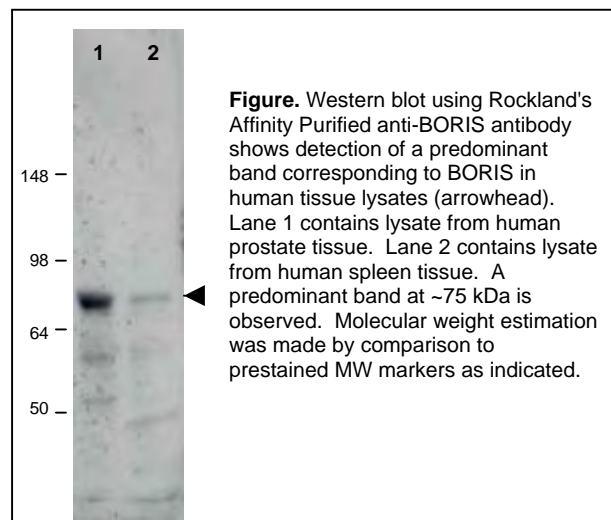 1 2
148 –
98 –
64 –
50 –
Figure. Western blot using Rockland's
Affinity Purified anti-BORIS antibody
shows detection of a predominant
band corresponding to BORIS in
human tissue lysates (arrowhead).
Lane 1 contains lysate from human
prostate tissue. Lane 2 contains lysate
from human spleen tissue. A
predominant band at ~75 kDa is
observed. Molecular weight estimation
was made by comparison to
prestained MW markers as indicated.